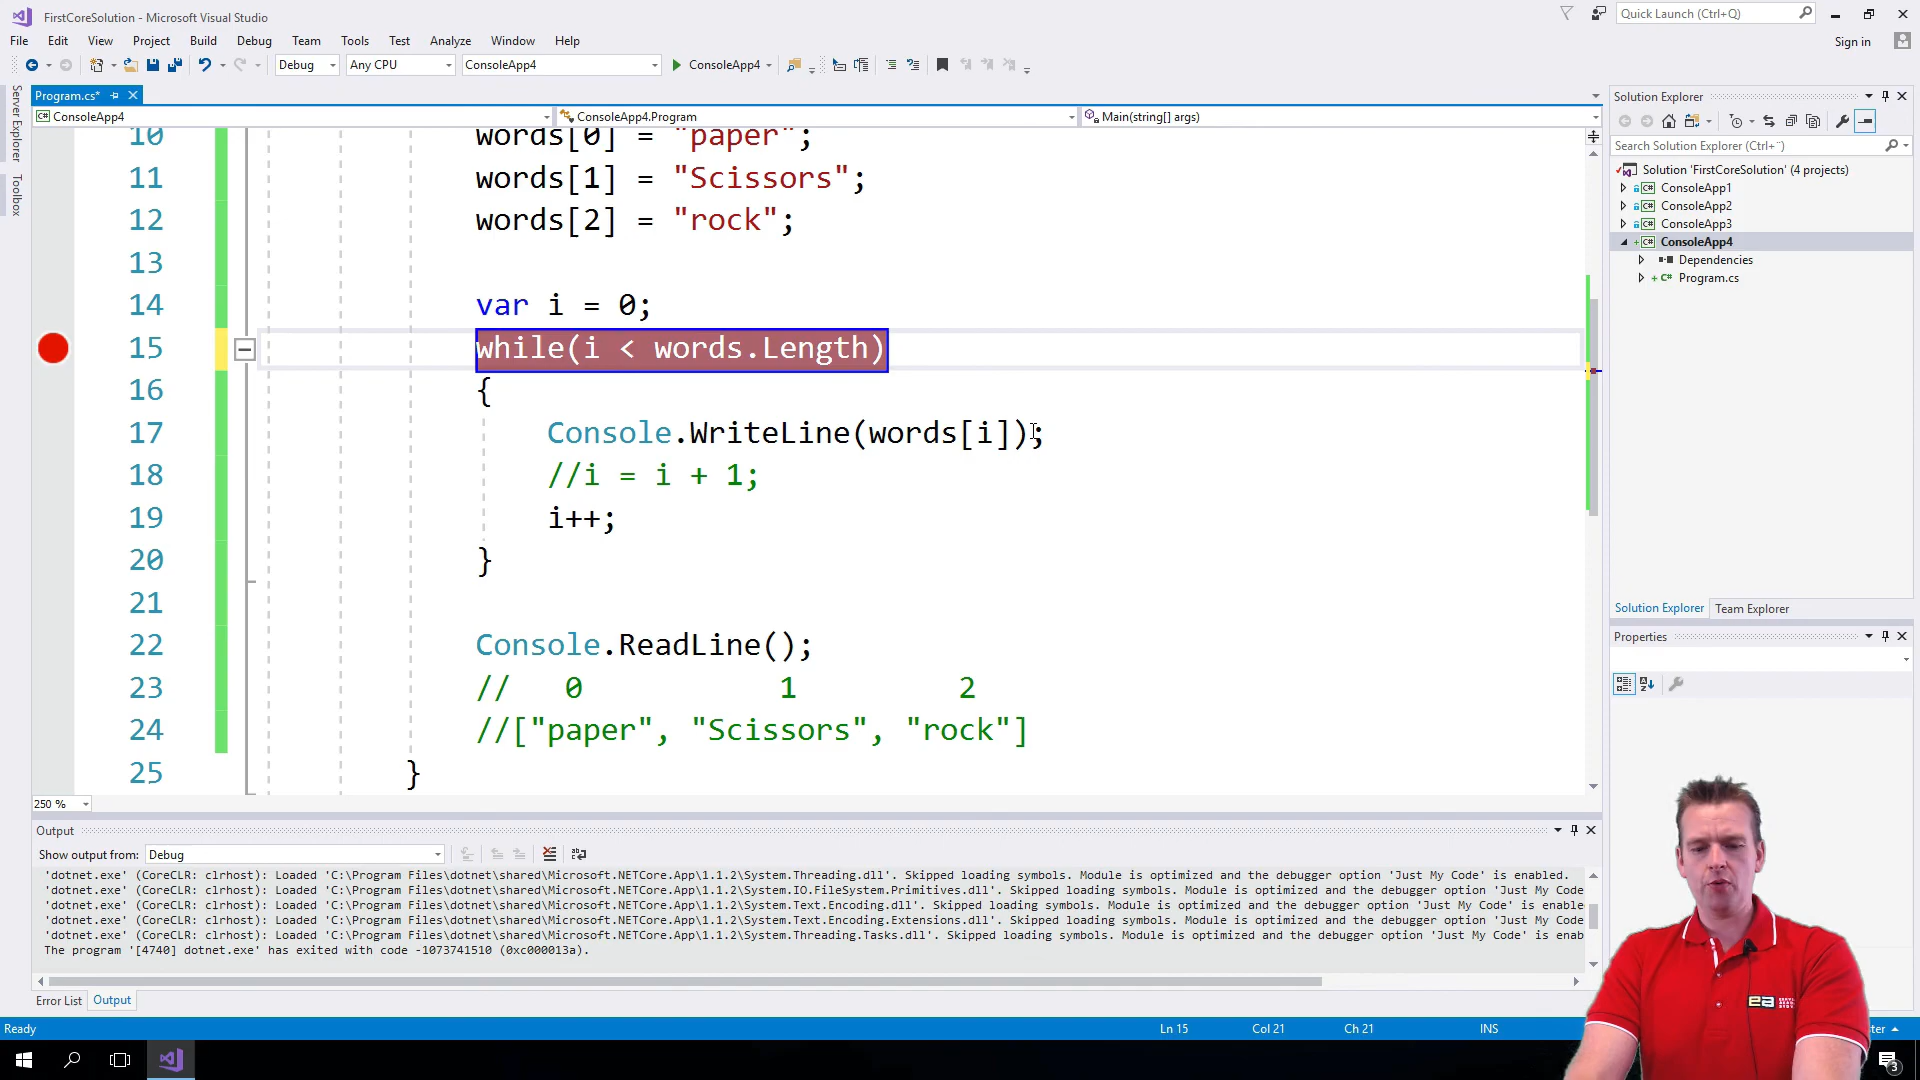 FirstCoreSolution - Microsoft Visual Studio
Quick Launch (Ctrl+Q)
File Edit View Project Build Debug Team Tools Test Analyze Window Help
Sign in
Debug Any CPU ConsoleApp4 ConsoleApp4
Server Explorer
Toolbox
Program.cs*
ConsoleApp4 ConsoleApp4.Program Main(string[] args)
10 words[0] = "paper";
11 words[1] = "Scissors";
12 words[2] = "rock";
13
14 var i = 0;
15 while(i < words.Length)
16 {
17 Console.WriteLine(words[i]);
18 //i = i + 1;
19 i++;
20 }
21
22 Console.ReadLine();
23 // 0 1 2
24 //["paper", "Scissors", "rock"]
25 }
250 %
Solution Explorer
Search Solution Explorer (Ctrl+¨)
Solution 'FirstCoreSolution' (4 projects)
C# ConsoleApp1
C# ConsoleApp2
C# ConsoleApp3
C# ConsoleApp4
Dependencies
C# Program.cs
Solution Explorer Team Explorer
Properties
Output
Show output from: Debug
'dotnet.exe' (CoreCLR: clrhost): Loaded 'C:\Program Files\dotnet\shared\Microsoft.NETCore.App\1.1.2\System.Threading.dll'. Skipped loading symbols. Module is optimized and the debugger option 'Just My Code' is enabled.
'dotnet.exe' (CoreCLR: clrhost): Loaded 'C:\Program Files\dotnet\shared\Microsoft.NETCore.App\1.1.2\System.IO.FileSystem.Primitives.dll'. Skipped loading symbols. Module is optimized and the debugger option 'Just My Code
'dotnet.exe' (CoreCLR: clrhost): Loaded 'C:\Program Files\dotnet\shared\Microsoft.NETCore.App\1.1.2\System.Text.Encoding.dll'. Skipped loading symbols. Module is optimized and the debugger option 'Just My Code' is enable
'dotnet.exe' (CoreCLR: clrhost): Loaded 'C:\Program Files\dotnet\shared\Microsoft.NETCore.App\1.1.2\System.Text.Encoding.Extensions.dll'. Skipped loading symbols. Module is optimized and the debugger option 'Just My Code
'dotnet.exe' (CoreCLR: clrhost): Loaded 'C:\Program Files\dotnet\shared\Microsoft.NETCore.App\1.1.2\System.Threading.Tasks.dll'. Skipped loading symbols. Module is optimized and the debugger option 'Just My Code' is enab
The program '[4740] dotnet.exe' has exited with code -1073741510 (0xc000013a).
Error List Output
ea
Ready Ln 15 Col 21 Ch 21 INS ter
3